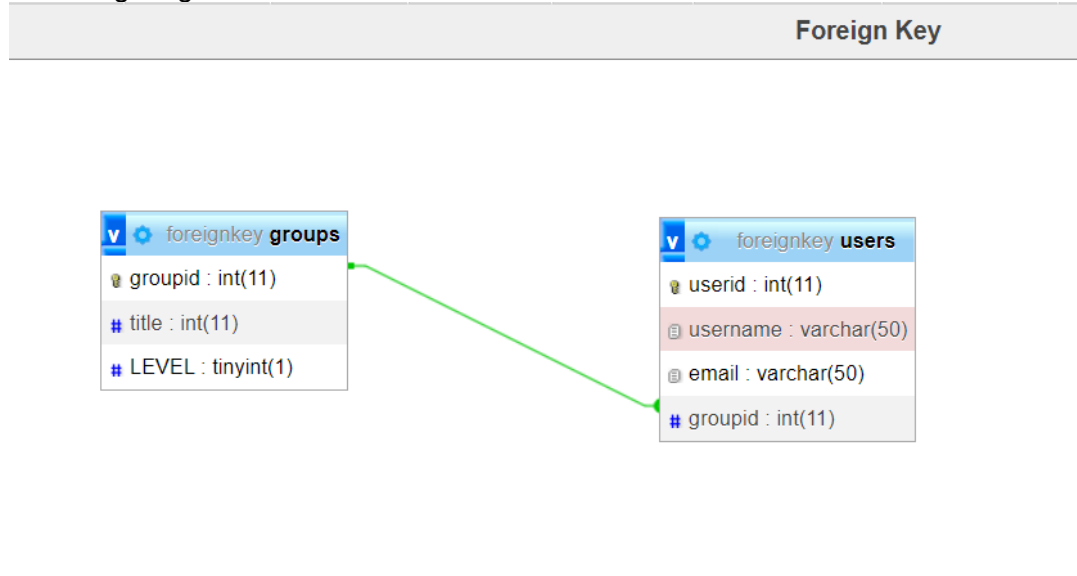 Foreign Key
v foreignkey groups
groupid : int(11)
# title : int(11)
# LEVEL : tinyint(1)
v foreignkey users
userid : int(11)
username : varchar(50)
email : varchar(50)
# groupid : int(11)